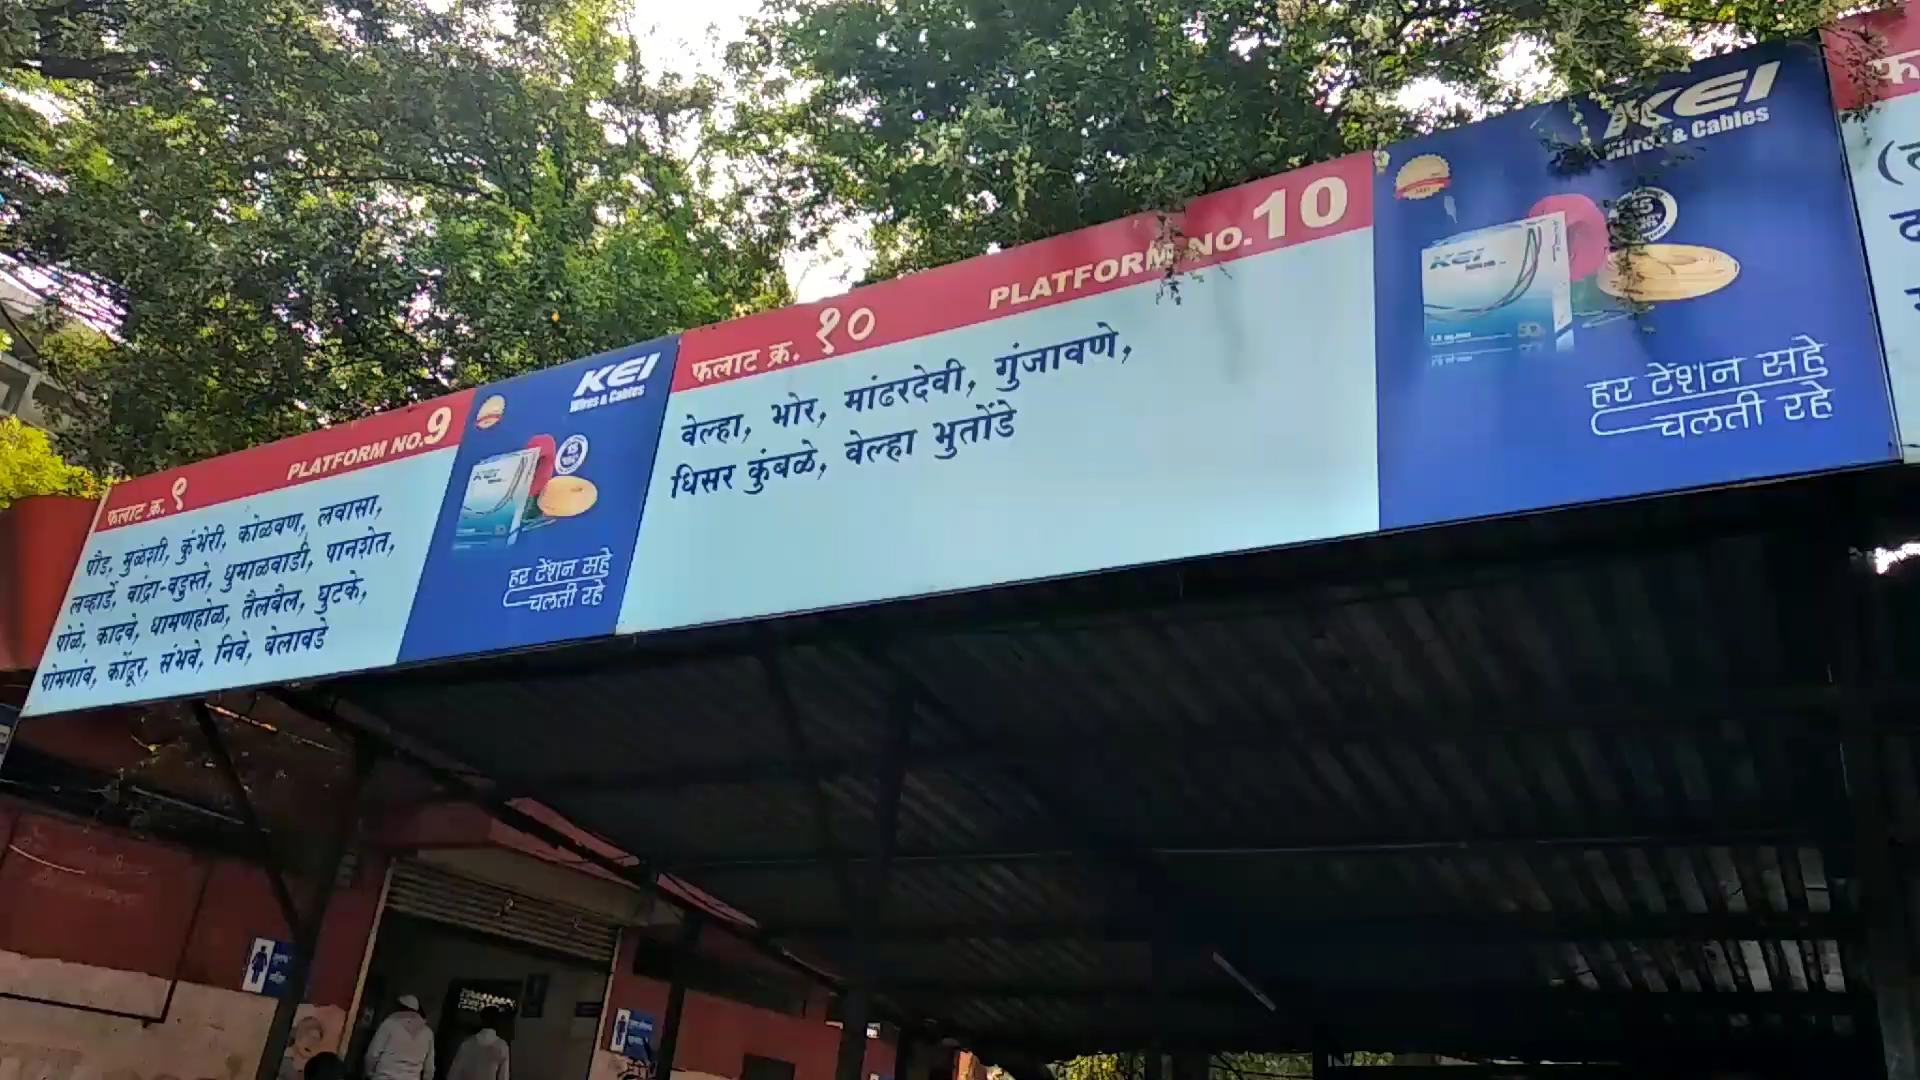 फलाट क्र. ९ PLATFORM NO.9
पौड, मुळशी, कुंभेरी, कोळवण, लवासा,
लव्हार्डे, वांद्रा-वडुस्ते, धुमाळवाडी, पानशेत,
पोळे, कादवे, धामणहोळ, तैलबैल, घुटके,
पोमगांव, कोंदूर, संभवे, निवे, वेलावडे
KEI
Wires & Cables
हर टेंशन सहे
चलती रहे
फलाट क्र. १० PLATFORM NO.10
वेल्हा, भोर, मांढरदेवी, गुंजावणे,
धिसर कुंबळे, वेल्हा भुतोंडे
KEI
Wires & Cables
KEI
हर टेंशन सहे
चलती रहे